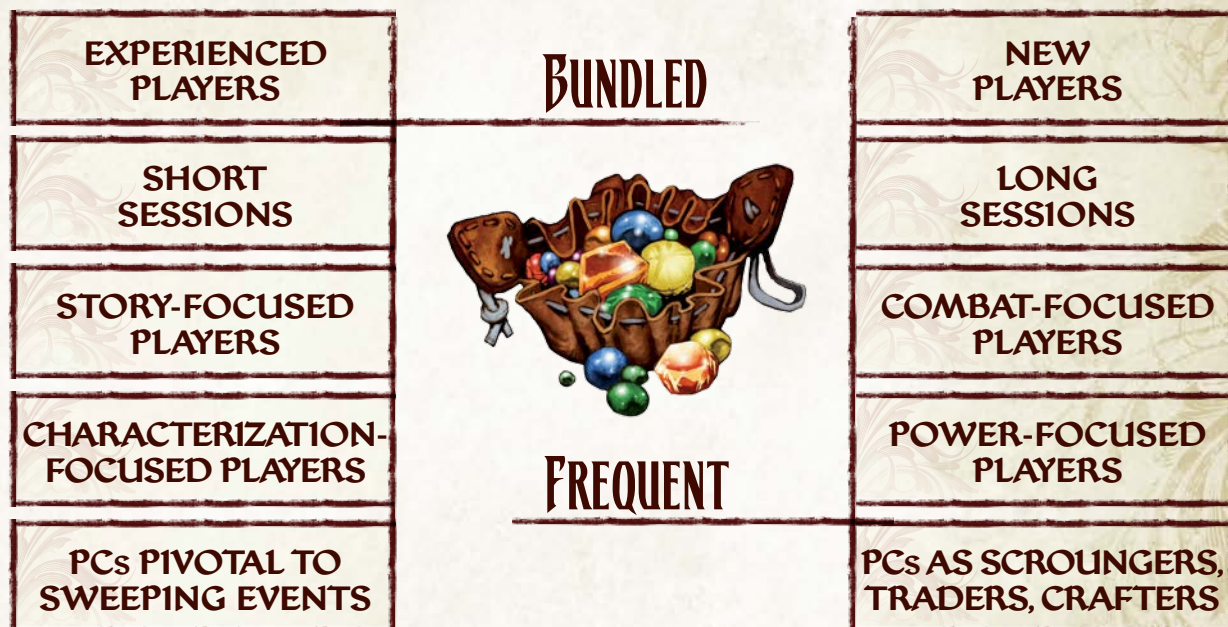 EXPERIENCED
PLAYERS
SHORT
SESSIONS
STORY-FOCUSED
PLAYERS
CHARACTERIZATION-
FOCUSED PLAYERS
PCs PIVOTAL TO
SWEEPING EVENTS
BUNDLED
FREQUENT
NEW
PLAYERS
LONG
SESSIONS
COMBAT-FOCUSED
PLAYERS
POWER-FOCUSED
PLAYERS
PCs AS SCROUNGERS,
TRADERS, CRAFTERS